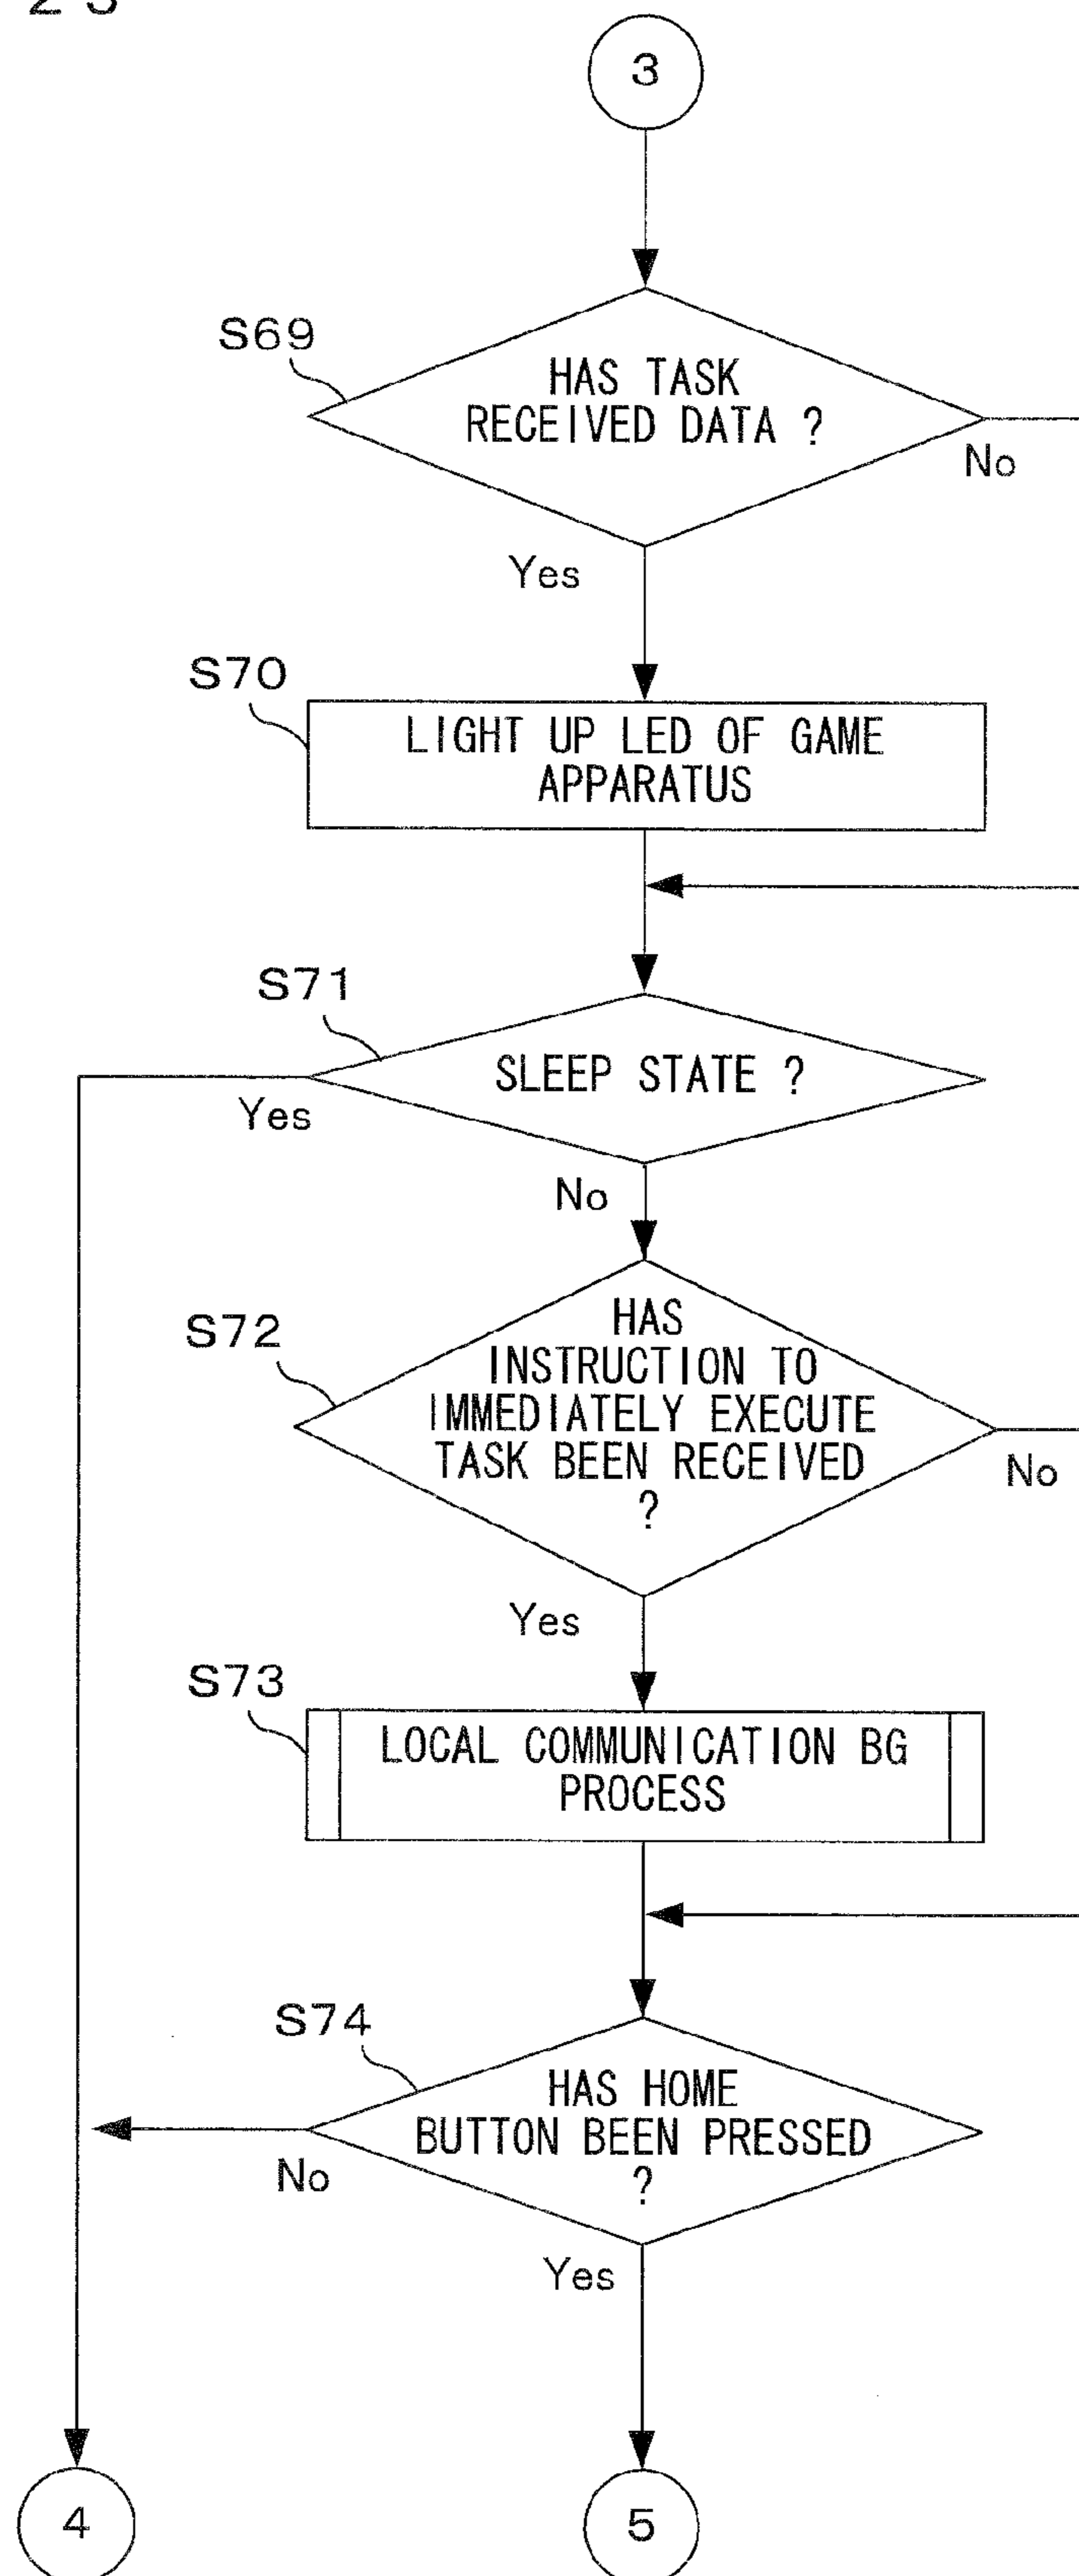 23
3
S69
HAS TASK
RECEIVED DATA ?
No
Yes
S70
LIGHT UP LED OF GAME
APPARATUS
S71
SLEEP STATE ?
Yes
No
S72
HAS
INSTRUCTION TO
IMMEDIATELY EXECUTE
TASK BEEN RECEIVED
?
No
Yes
S73
LOCAL COMMUNICATION BG
PROCESS
S74
HAS HOME
BUTTON BEEN PRESSED
?
No
Yes
4
5